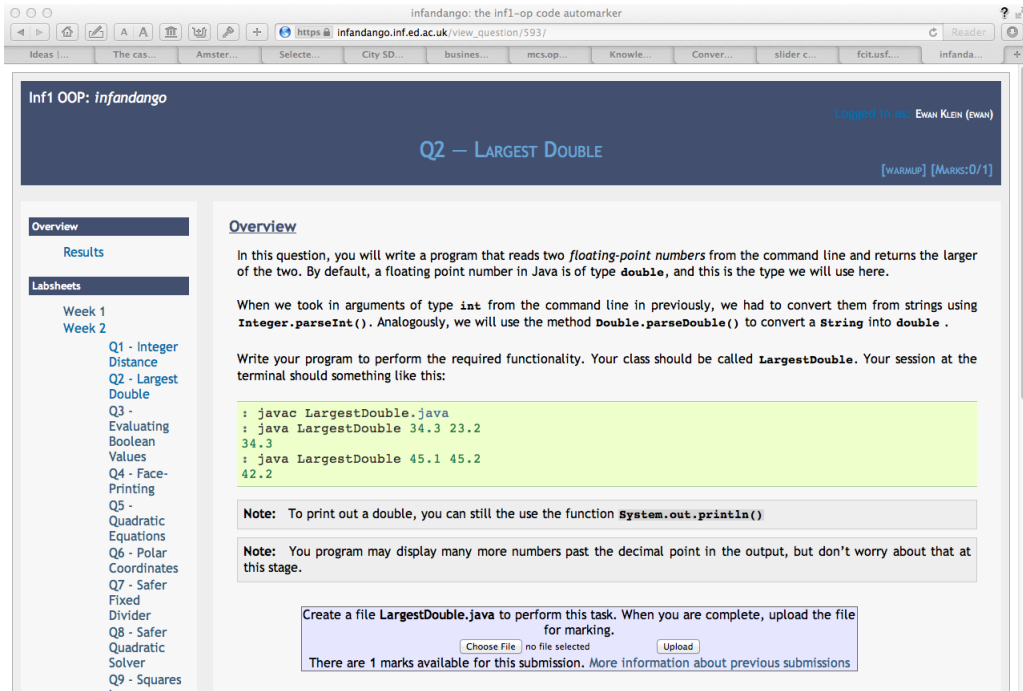 infandango: the inf1-op code automarker
?
A A
+
https
infandango.inf.ed.ac.uk/view_question/593/
Reader
Ideas |...
The cas...
Amster...
Selecte...
City SD...
busines...
mcs.op...
Knowle...
Conver...
slider c...
fcit.usf....
infanda...
+
Inf1 OOP: infandango
Logged in as: Ewan Klein (ewan)
Q2 — Largest Double
[warmup] [Marks:0/1]
Overview
Results
Labsheets
Week 1
Week 2
Q1 - Integer
Distance
Q2 - Largest
Double
Q3 -
Evaluating
Boolean
Values
Q4 - Face-
Printing
Q5 -
Quadratic
Equations
Q6 - Polar
Coordinates
Q7 - Safer
Fixed
Divider
Q8 - Safer
Quadratic
Solver
Q9 - Squares
Overview
In this question, you will write a program that reads two floating-point numbers from the command line and returns the larger
of the two. By default, a floating point number in Java is of type double, and this is the type we will use here.
When we took in arguments of type int from the command line in previously, we had to convert them from strings using
Integer.parseInt(). Analogously, we will use the method Double.parseDouble() to convert a String into double .
Write your program to perform the required functionality. Your class should be called LargestDouble. Your session at the
terminal should something like this:
: javac LargestDouble.java
: java LargestDouble 34.3 23.2
34.3
: java LargestDouble 45.1 45.2
42.2
Note: To print out a double, you can still the use the function System.out.println()
Note: You program may display many more numbers past the decimal point in the output, but don't worry about that at
this stage.
Create a file LargestDouble.java to perform this task. When you are complete, upload the file
for marking.
Choose File no file selected Upload
There are 1 marks available for this submission. More information about previous submissions